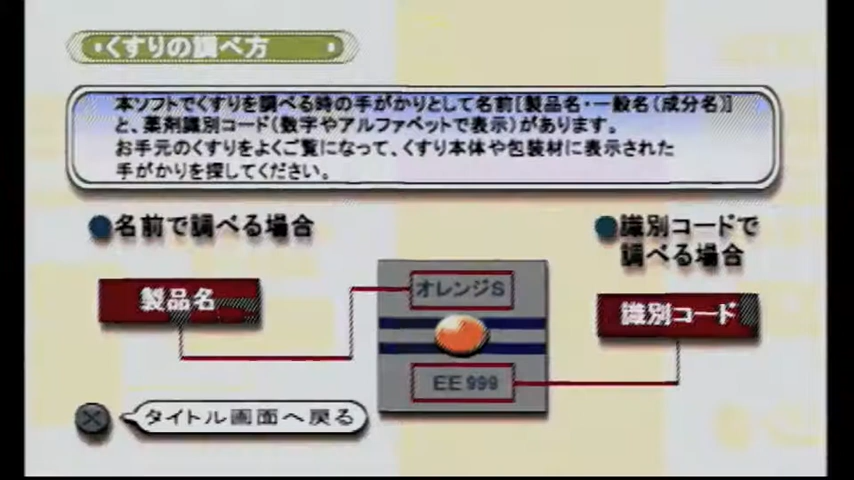 くすりの調べ方
本ソフトでくすりを調べる時の手がかりとして名前[製品名・一般名(成分名)]
と、薬剤識別コード(数字やアルファベットで表示)があります。
お手元のくすりをよくご覧になって、くすり本体や包装材に表示された
手がかりを探してください。
●名前で調べる場合
●識別コードで
調べる場合
製品名
オレンジS
識別コード
EE 999
タイトル画面へ戻る